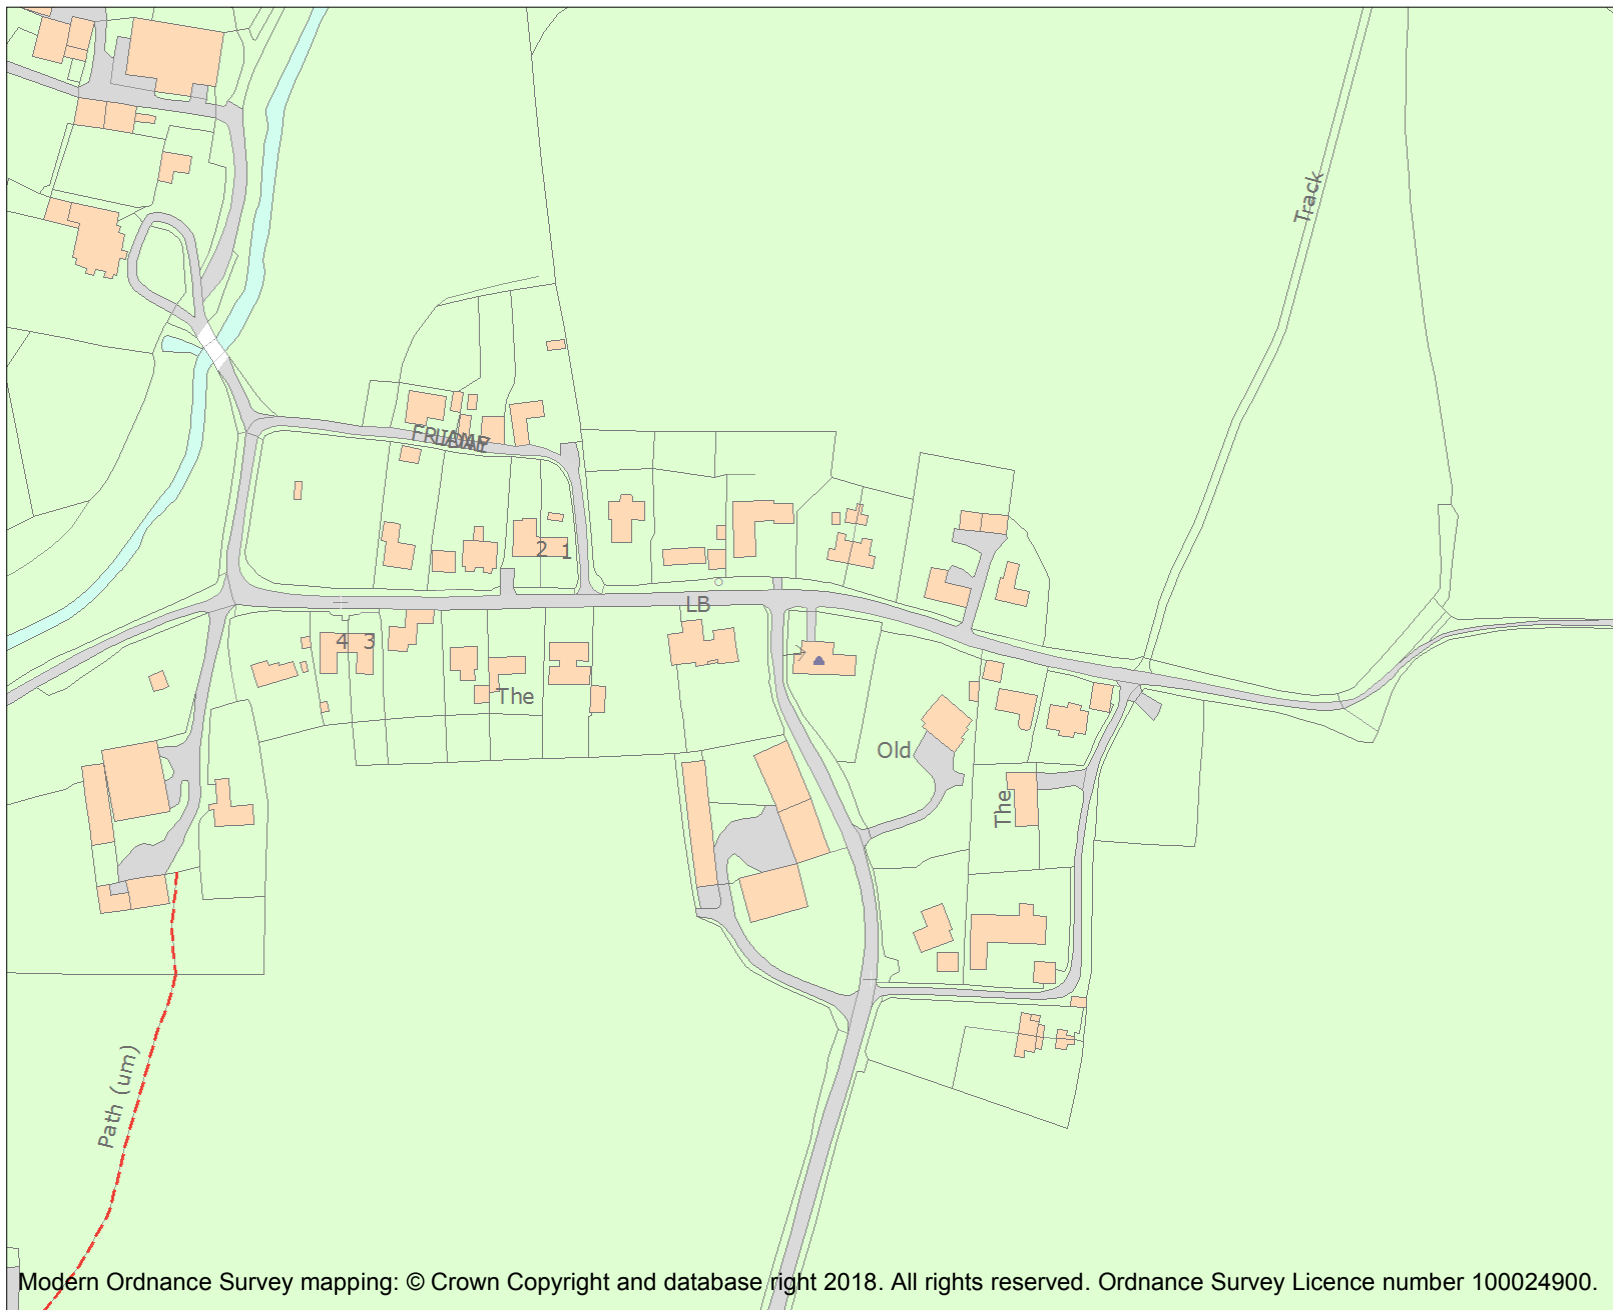 Track
2 1
LB
4 3
The
Old
The
Path (um)
Modern Ordnance Survey mapping: © Crown Copyright and database right 2018. All rights reserved. Ordnance Survey Licence number 100024900.